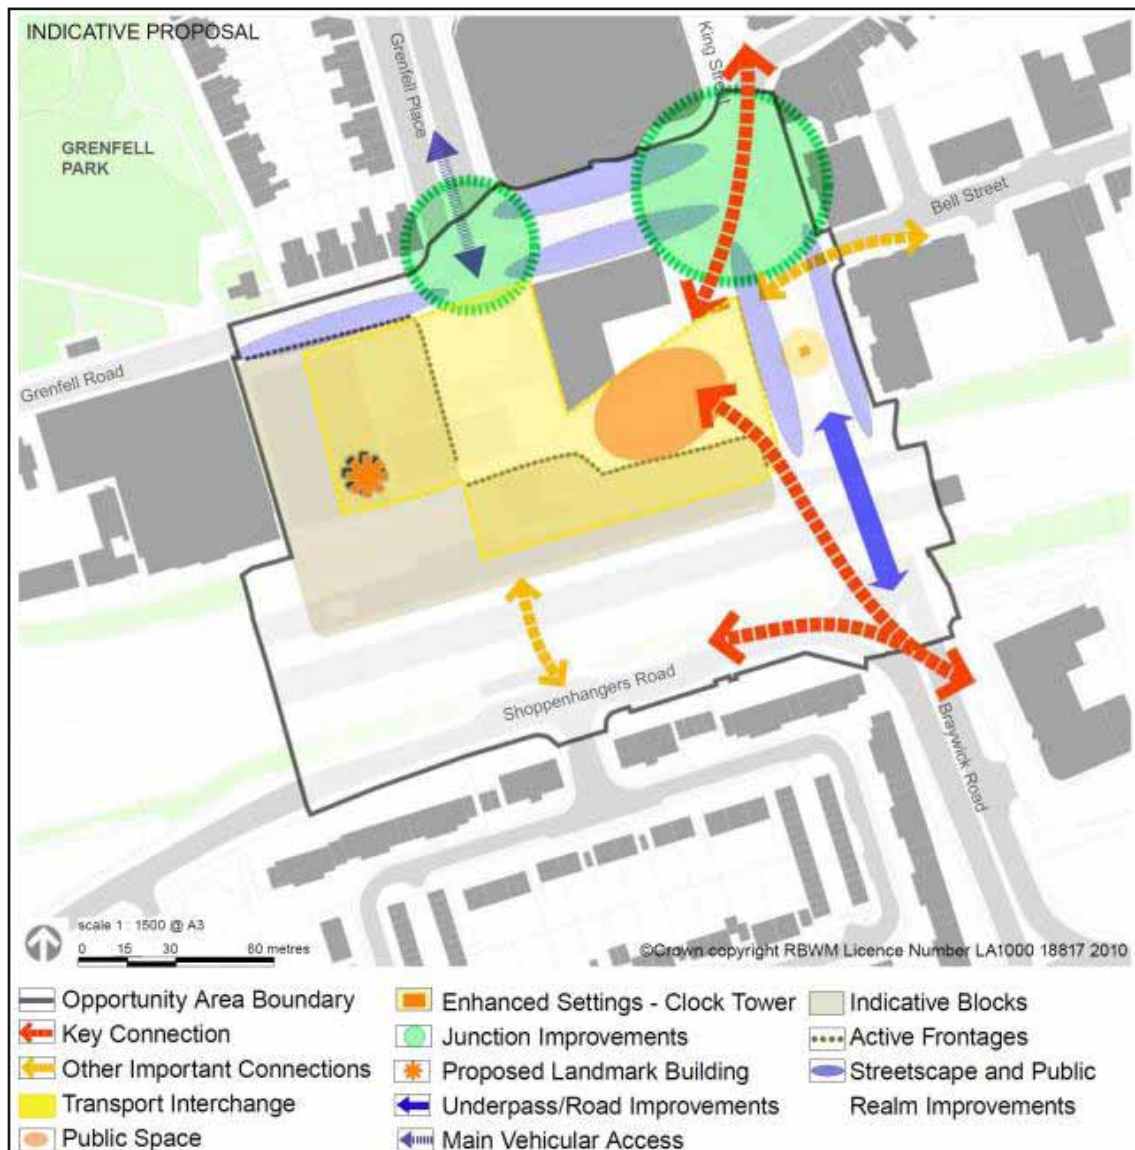 INDICATIVE PROPOSAL
King Street
Grenfell Place
GRENFELL
PARK
Bell Street
Grenfell Road
Shoppenhangers Road
Braywick Road
scale 1 : 1500 @ A3
0 15 30 60 metres
©Crown copyright RBWM Licence Number LA1000 18817 2010
Opportunity Area Boundary
Key Connection
Other Important Connections
Transport Interchange
Public Space
Enhanced Settings - Clock Tower
Junction Improvements
Proposed Landmark Building
Underpass/Road Improvements
Main Vehicular Access
Indicative Blocks
Active Frontages
Streetscape and Public
Realm Improvements